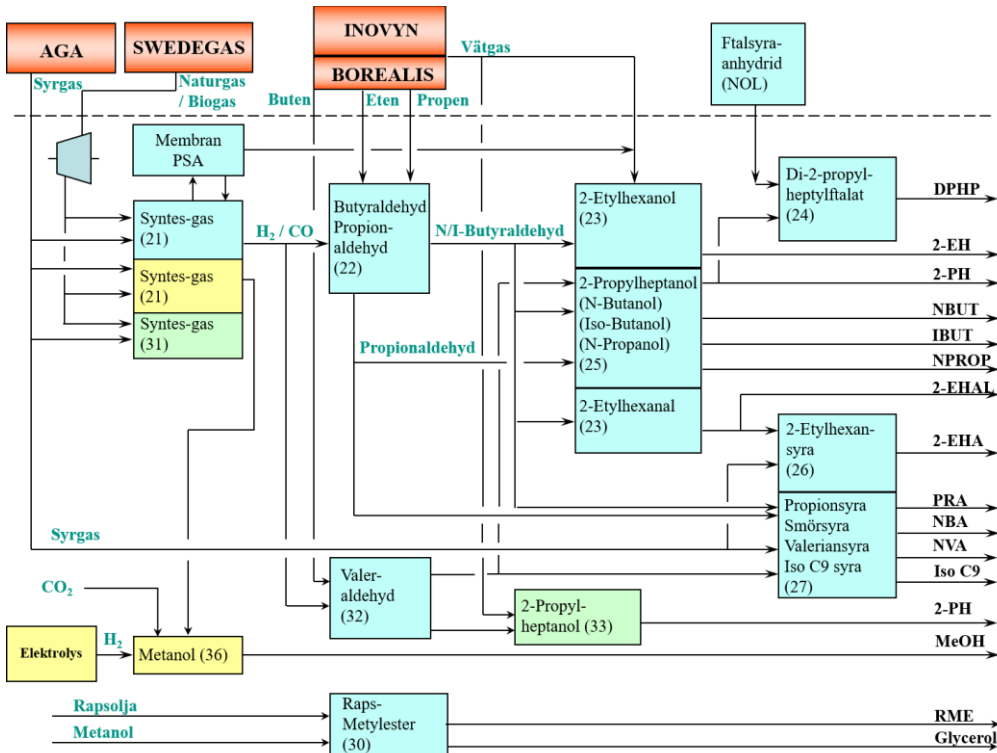 AGA
SWEDEGAS
INOVYN
BOREALIS
Vätgas
Ftalsyra-
anhydrid
(NOL)
Syrgas
Naturgas
/ Biogas
Buten
Eten
Propen
Membran
PSA
Di-2-propyl-
heptylftalat
(24)
DPHP
Syntes-gas
(21)
H2 / CO
Butyraldehyd
Propion-
aldehyd
(22)
N/I-Butyraldehyd
2-Etylhexanol
(23)
2-EH
Syntes-gas
(21)
2-Propylheptanol
(N-Butanol)
(Iso-Butanol)
(N-Propanol)
(25)
2-PH
NBUT
IBUT
NPROP
Syntes-gas
(31)
Propionaldehyd
2-Etylhexanal
(23)
2-EHAL
2-Etylhexan-
syra
(26)
2-EHA
Propionsyra
Smörsyra
Valeriansyra
Iso C9 syra
(27)
PRA
NBA
NVA
Iso C9
Syrgas
CO2
Valer-
aldehyd
(32)
2-Propyl-
heptanol (33)
2-PH
Elektrolys
H2
Metanol (36)
MeOH
Rapsolja
Metanol
Raps-
Metylester
(30)
RME
Glycerol